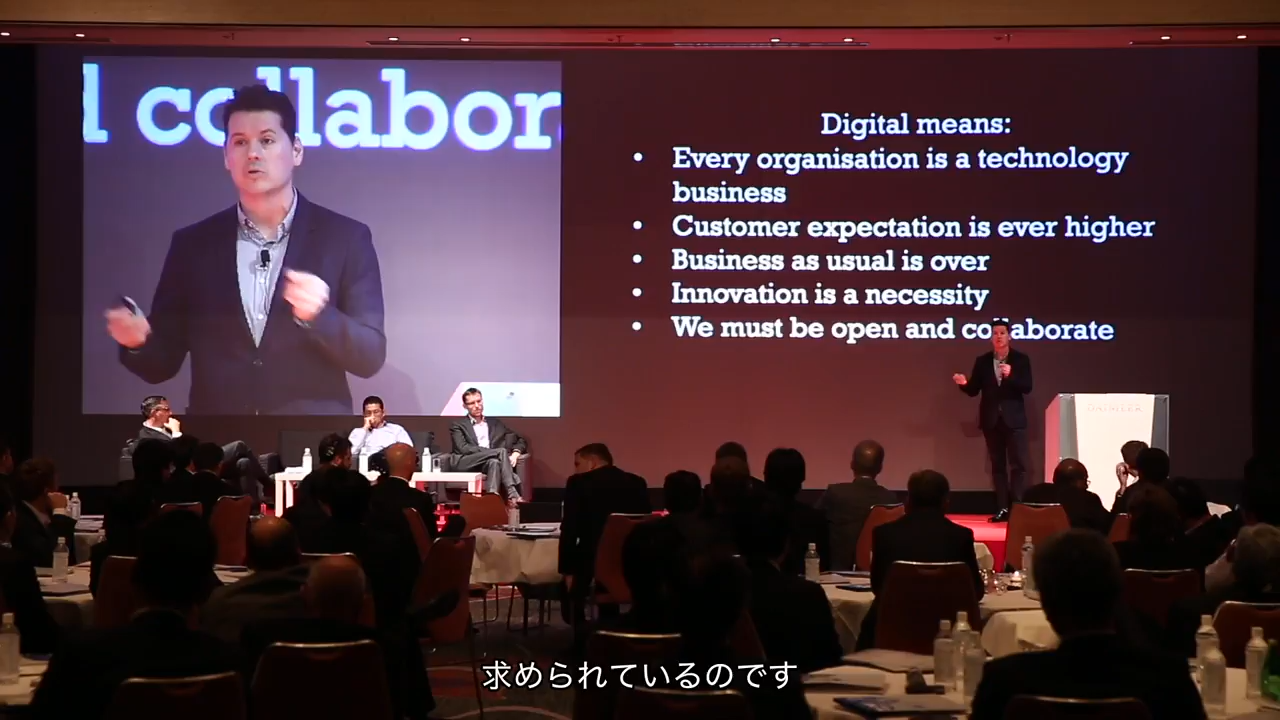 d collabor
Digital means:
• Every organisation is a technology
business
• Customer expectation is ever higher
• Business as usual is over
• Innovation is a necessity
• We must be open and collaborate
求められているのです